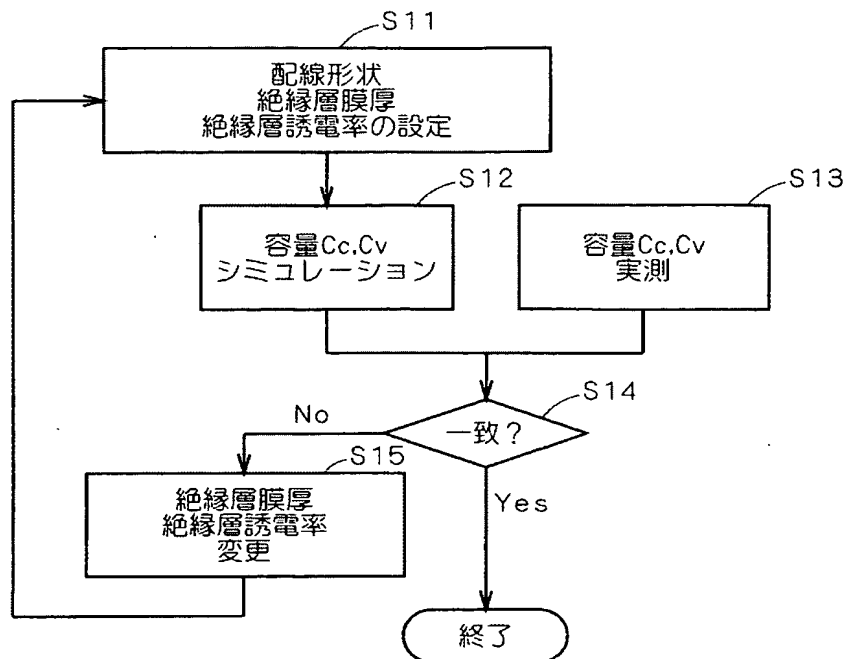 S11
配線形状
絶縁層膜厚
絶縁層誘電率の設定
S12
容量Cc,Cv
シミュレーション
S13
容量Cc,Cv
実測
S14
一致？
No
Yes
S15
絶縁層膜厚
絶縁層誘電率
変更
終了